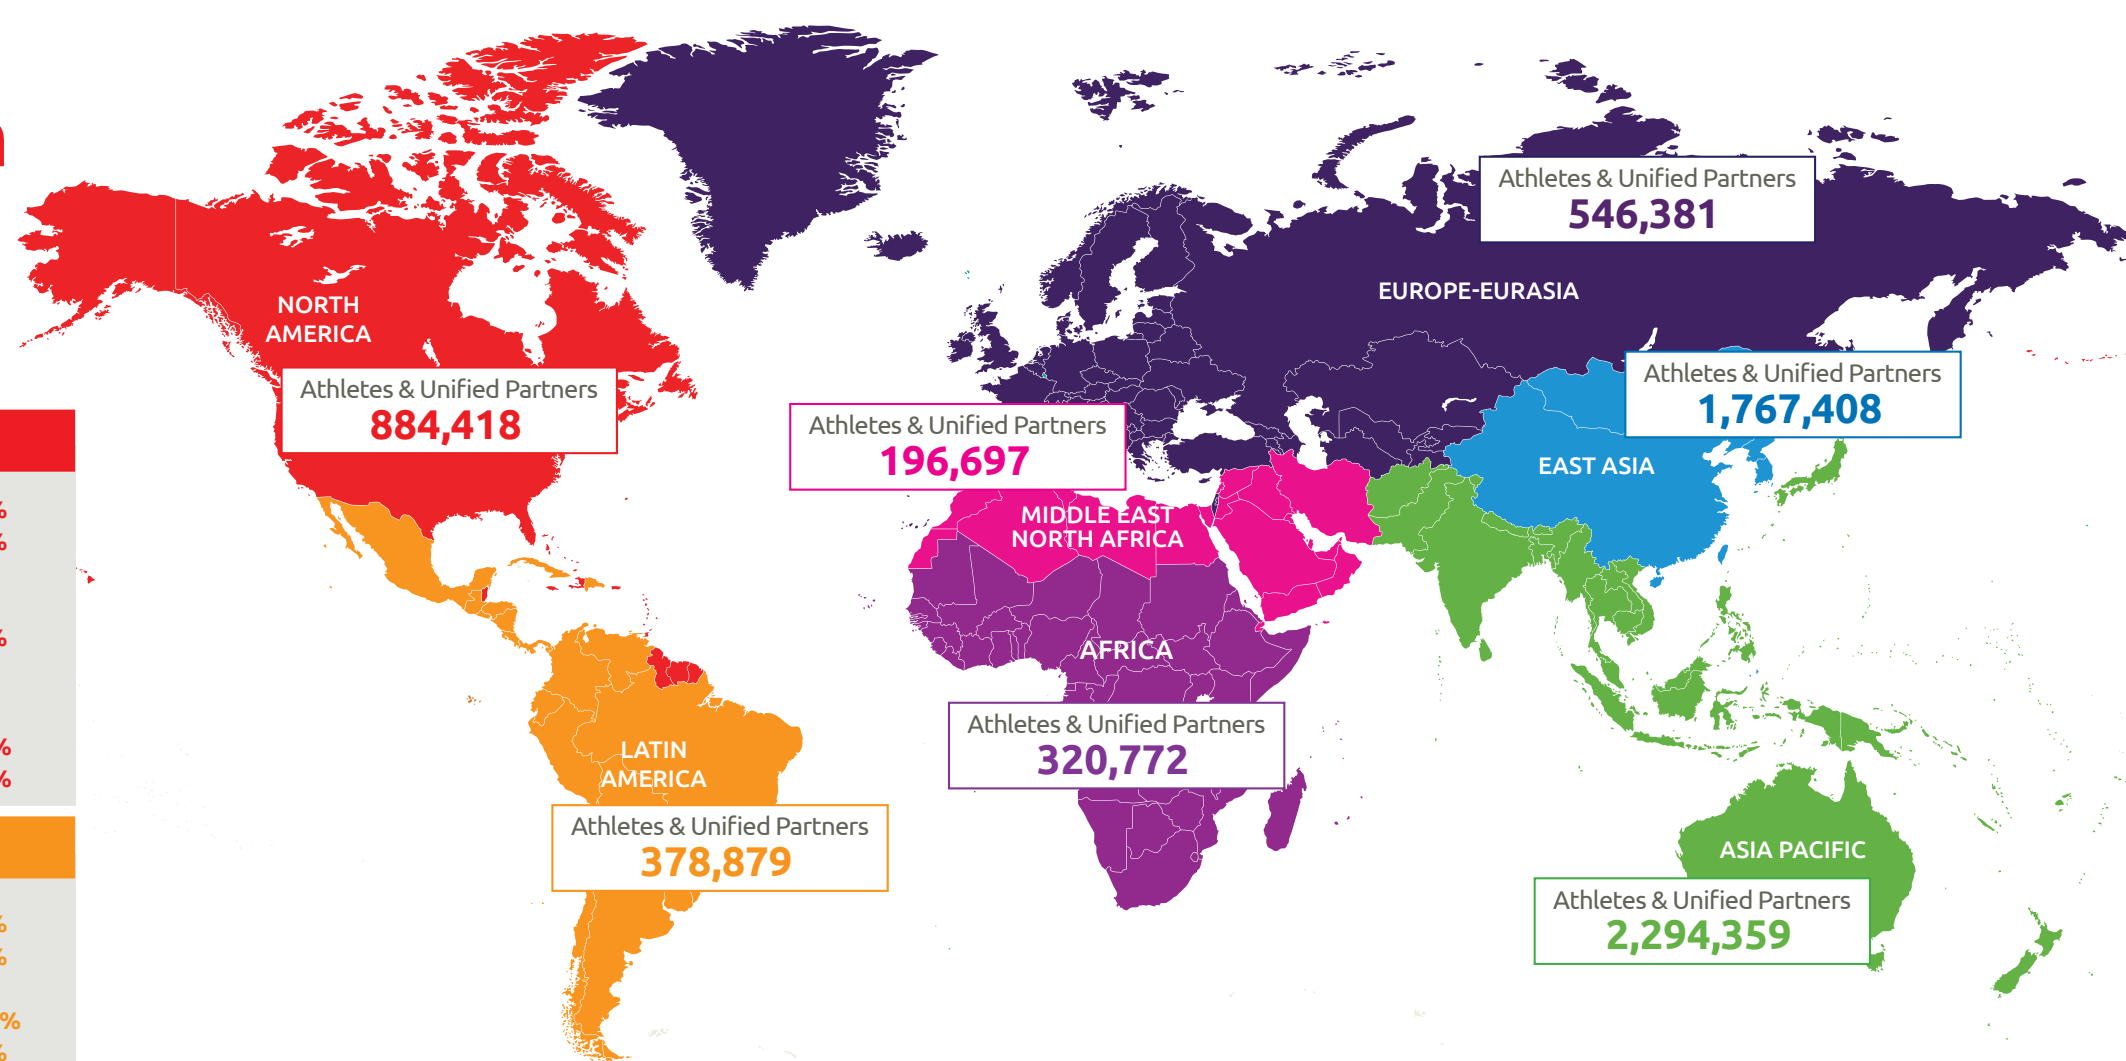 Athletes & Unified Partners
546,381
EUROPE-EURASIA
NORTH
AMERICA
Athletes & Unified Partners
884,418
Athletes & Unified Partners
1,767,408
EAST ASIA
Athletes & Unified Partners
196,697
MIDDLE EAST
NORTH AFRICA
AFRICA
Athletes & Unified Partners
320,772
LATIN
AMERICA
Athletes & Unified Partners
378,879
ASIA PACIFIC
Athletes & Unified Partners
2,294,359
%
%
%
%
%
%
%
%
%